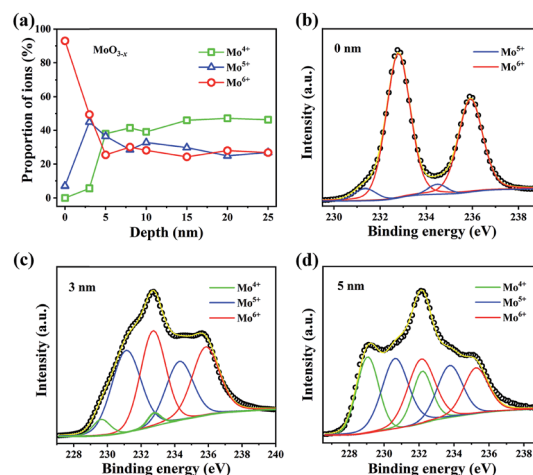 (a)
MoO₃₋ₓ
Mo⁴⁺
Mo⁵⁺
Mo⁶⁺
Proportion of ions (%)
100
80
60
40
20
0
0 5 10 15 20 25
Depth (nm)
(b)
0 nm
Mo⁵⁺
Mo⁶⁺
Intensity (a.u.)
230 232 234 236 238
Binding energy (eV)
(c)
3 nm
Mo⁴⁺
Mo⁵⁺
Mo⁶⁺
Intensity (a.u.)
228 230 232 234 236 238 240
Binding energy (eV)
(d)
5 nm
Mo⁴⁺
Mo⁵⁺
Mo⁶⁺
Intensity (a.u.)
228 230 232 234 236 238
Binding energy (eV)